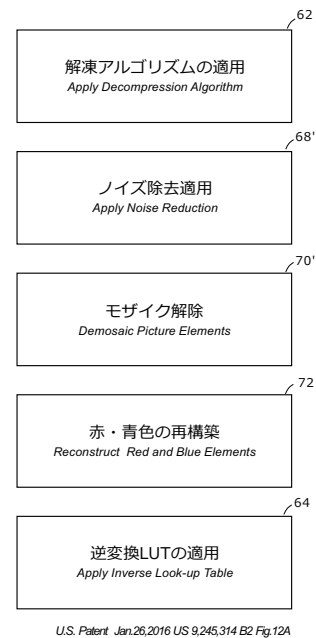 62
解凍アルゴリズムの適用
Apply Decompression Algorithm
68'
ノイズ除去適用
Apply Noise Reduction
70'
モザイク解除
Demosaic Picture Elements
72
赤・青色の再構築
Reconstruct Red and Blue Elements
64
逆変換LUTの適用
Apply Inverse Look-up Table
U.S. Patent Jan.26,2016 US 9,245,314 B2 Fig.12A